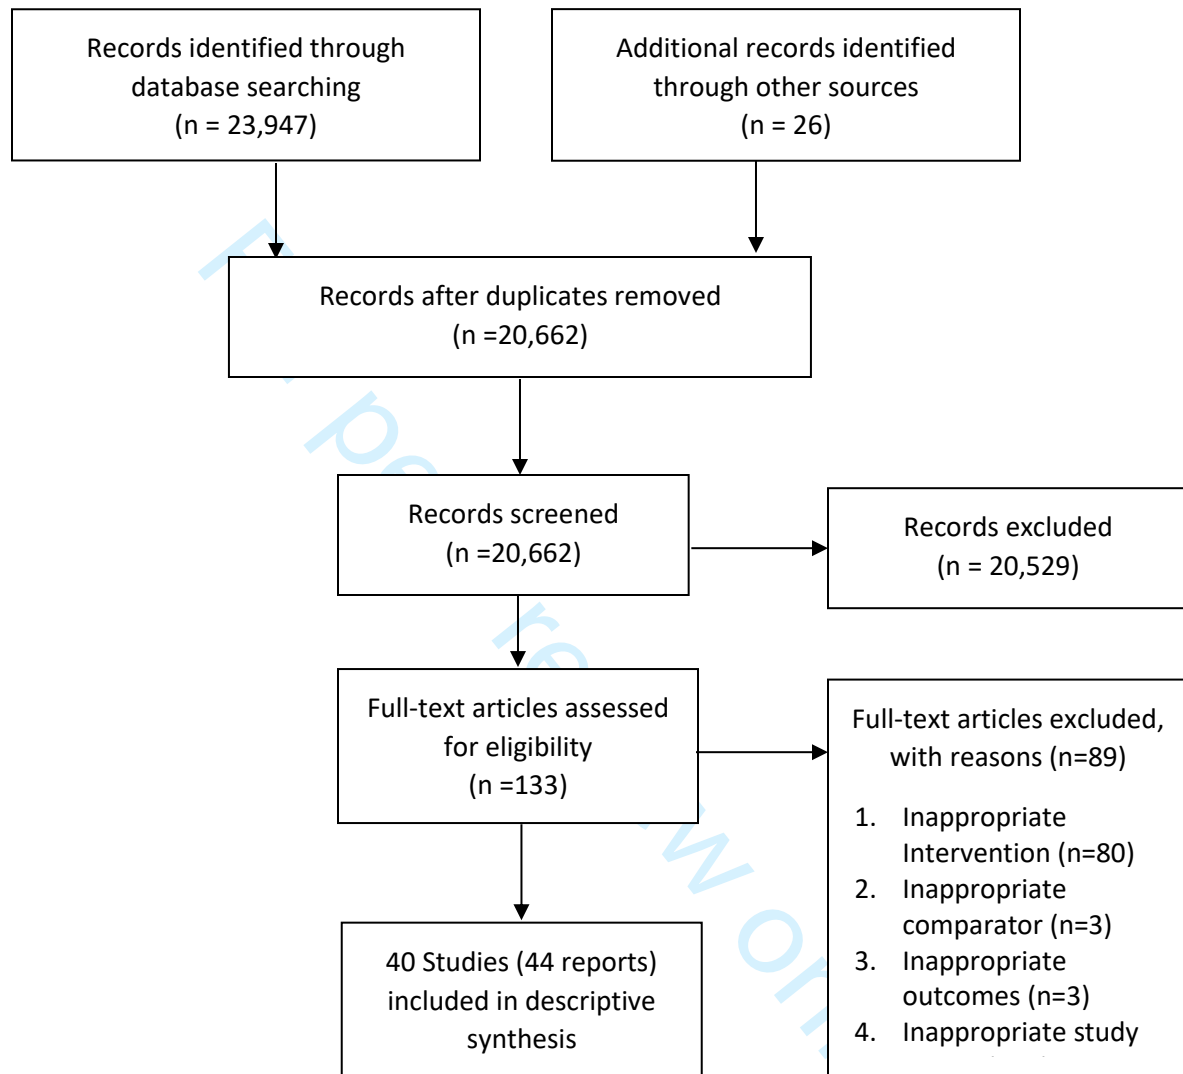 Records identified through
database searching
(n = 23,947)
Additional records identified
through other sources
(n = 26)
Records after duplicates removed
(n =20,662)
Records screened
(n =20,662)
Records excluded
(n = 20,529)
Full-text articles assessed
for eligibility
(n =133)
Full-text articles excluded,
with reasons (n=89)
1. Inappropriate
Intervention (n=80)
2. Inappropriate
comparator (n=3)
3. Inappropriate
outcomes (n=3)
4. Inappropriate study
40 Studies (44 reports)
included in descriptive
synthesis